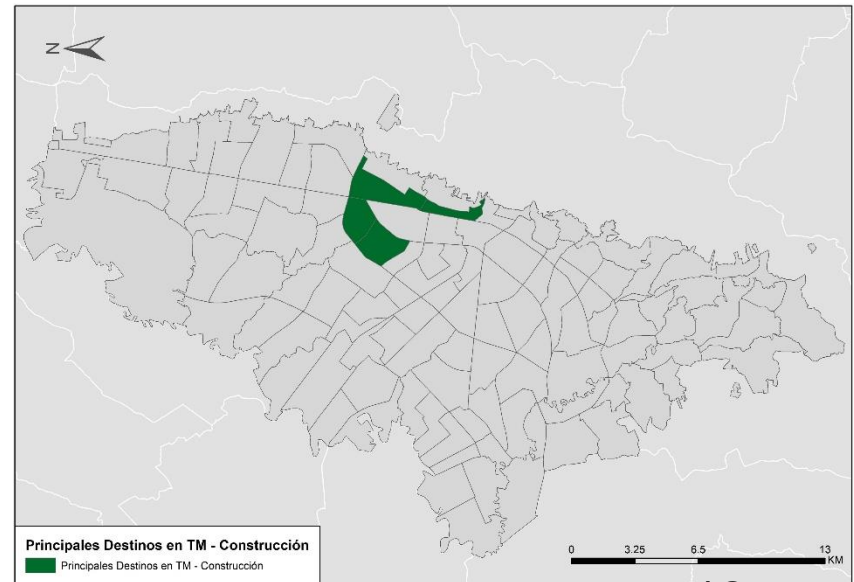 N
Principales Destinos en TM - Construcción
Principales Destinos en TM - Construcción
0 3.25 6.5 13
KM